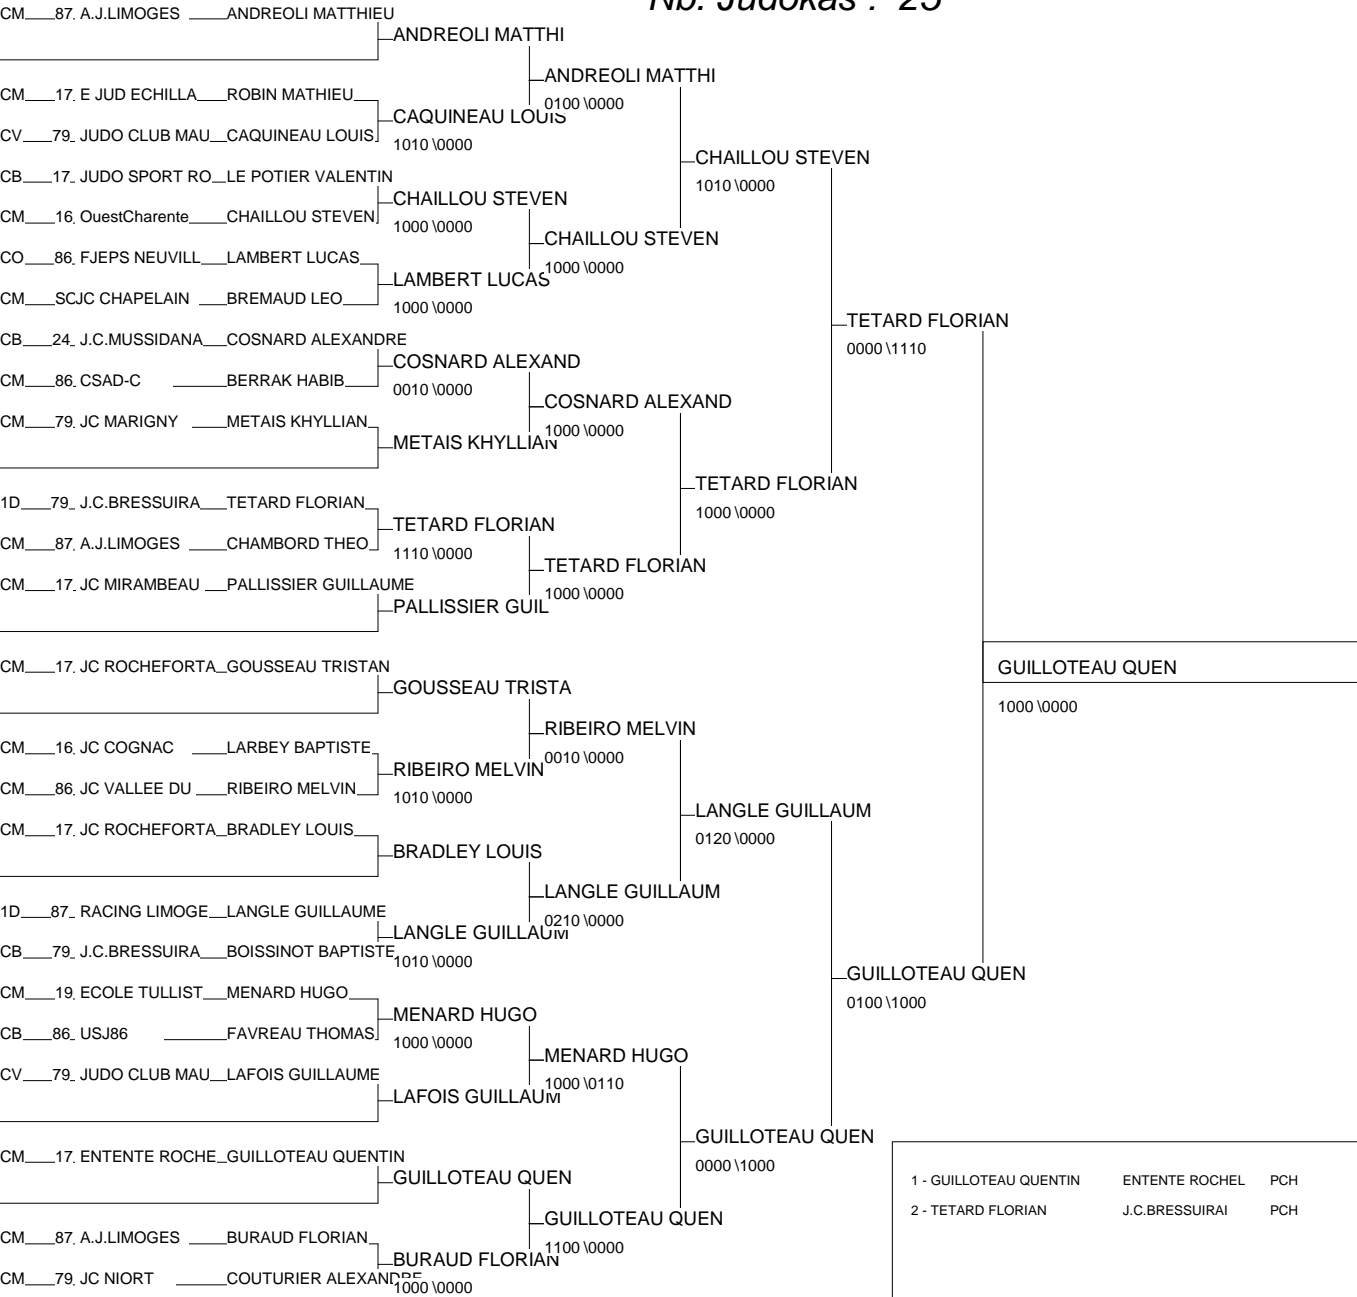 Nb. Judokas : 25
CM 87 A.J.LIMOGES ANDREOLI MATTHIEU
ANDREOLI MATTHI
ANDREOLI MATTHI
0100 \0000
CM 17 E JUD ECHILLA ROBIN MATHIEU
CAQUINEAU LOUIS
CV 79 JUDO CLUB MAU CAQUINEAU LOUIS
1010 \0000
CHAILLOU STEVEN
1010 \0000
CB 17 JUDO SPORT RO LE POTIER VALENTIN
CHAILLOU STEVEN
CM 16 OuestCharente CHAILLOU STEVEN
1000 \0000
CHAILLOU STEVEN
1000 \0000
CO 86 FJEPS NEUVILL LAMBERT LUCAS
LAMBERT LUCAS
CM SC JC CHAPELAIN BREMAUD LEO
1000 \0000
TETARD FLORIAN
0000 \1110
CB 24 J.C.MUSSIDANA COSNARD ALEXANDRE
COSNARD ALEXAND
CM 86 CSAD-C BERRAK HABIB
0010 \0000
COSNARD ALEXAND
1000 \0000
CM 79 JC MARIGNY METAIS KHYLLIAN
METAIS KHYLLIAN
TETARD FLORIAN
1000 \0000
1D 79 J.C.BRESSUIRA TETARD FLORIAN
TETARD FLORIAN
CM 87 A.J.LIMOGES CHAMBORD THEO
1110 \0000
TETARD FLORIAN
1000 \0000
CM 17 JC MIRAMBEAU PALLISSIER GUILLAUME
PALLISSIER GUIL
GUILLOTEAU QUEN
1000 \0000
CM 17 JC ROCHEFORTA GOUSSEAU TRISTAN
GOUSSEAU TRISTA
RIBEIRO MELVIN
0010 \0000
CM 16 JC COGNAC LARBEY BAPTISTE
RIBEIRO MELVIN
CM 86 JC VALLEE DU RIBEIRO MELVIN
1010 \0000
LANGLE GUILLAUM
0120 \0000
CM 17 JC ROCHEFORTA BRADLEY LOUIS
BRADLEY LOUIS
LANGLE GUILLAUM
0210 \0000
1D 87 RACING LIMOGE LANGLE GUILLAUME
LANGLE GUILLAUM
CB 79 J.C.BRESSUIRA BOISSINOT BAPTISTE
1010 \0000
GUILLOTEAU QUEN
0100 \1000
CM 19 ECOLE TULLIST MENARD HUGO
MENARD HUGO
CB 86 USJ86 FAVREAU THOMAS
1000 \0000
MENARD HUGO
1000 \0110
CV 79 JUDO CLUB MAU LAFOIS GUILLAUME
LAFOIS GUILLAUM
GUILLOTEAU QUEN
0000 \1000
CM 17 ENTENTE ROCHE GUILLOTEAU QUENTIN
GUILLOTEAU QUEN
GUILLOTEAU QUEN
1100 \0000
CM 87 A.J.LIMOGES BURAUD FLORIAN
BURAUD FLORIAN
CM 79 JC NIORT COUTURIER ALEXANDRE
1000 \0000
1 - GUILLOTEAU QUENTIN ENTENTE ROCHEL PCH
2 - TETARD FLORIAN J.C.BRESSUIRAI PCH